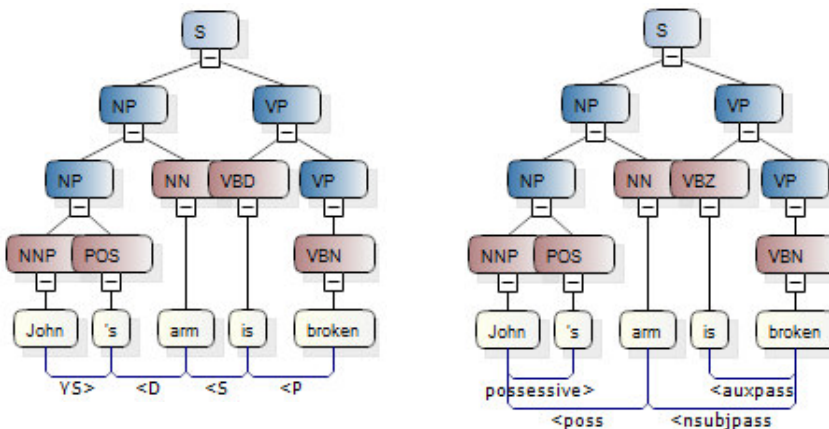 S S
NP VP NP VP
NP NN VBD VP NP NN VBZ VP
NNP POS VBN NNP POS VBN
John 's arm is broken John 's arm is broken
YS> <D <S <P possessive> <auxpass
<poss <nsubjpass